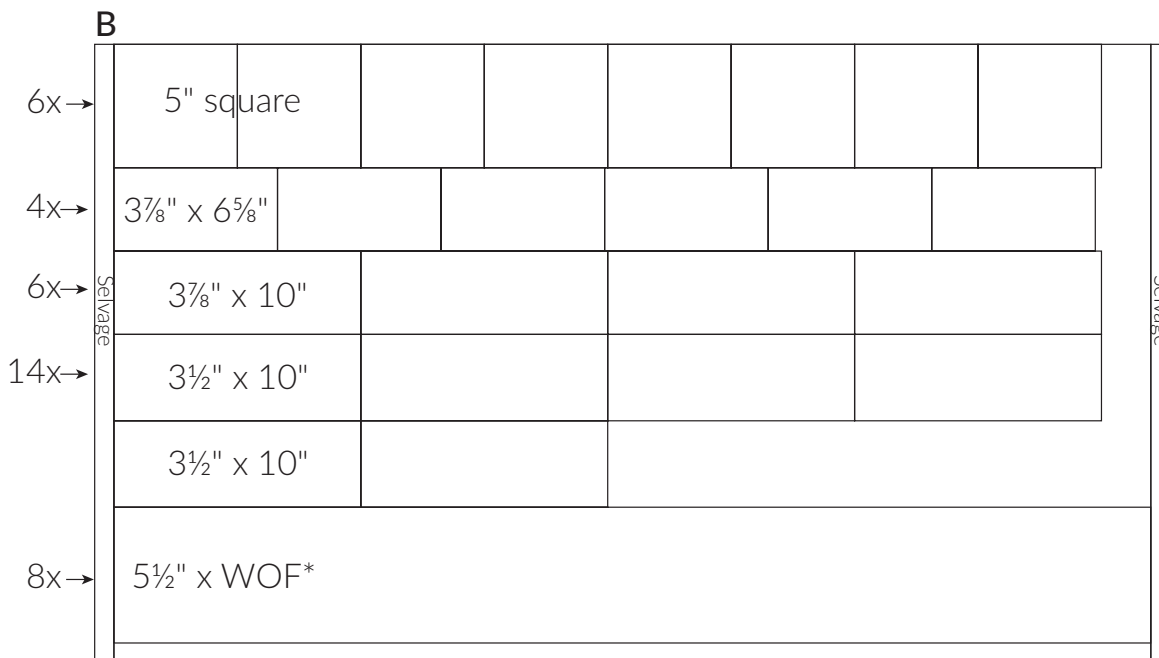 B
6x→ 5" square
4x→ 3⅞" x 6⅝"
6x→ 3⅞" x 10"
Selvage
Selvage
14x→ 3½" x 10"
3½" x 10"
8x→ 5½" x WOF*